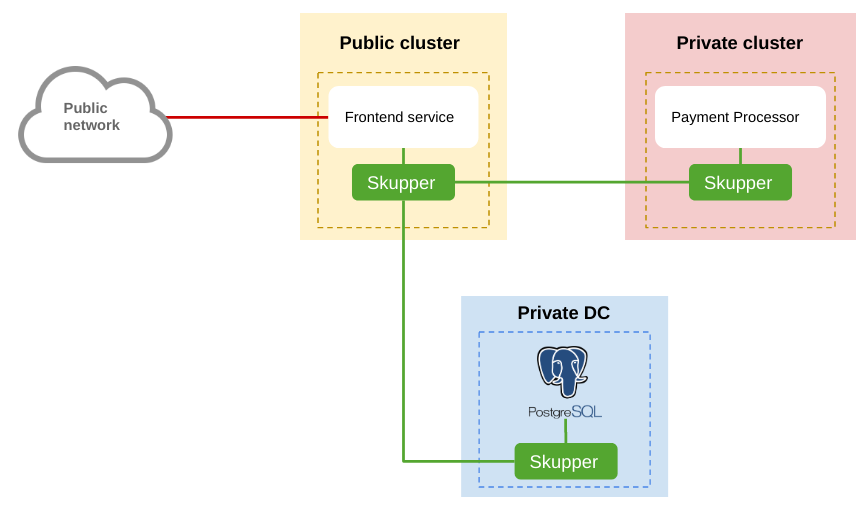 Public cluster
Private cluster
Public
network
Frontend service
Payment Processor
Skupper
Skupper
Private DC
PostgreSQL
Skupper